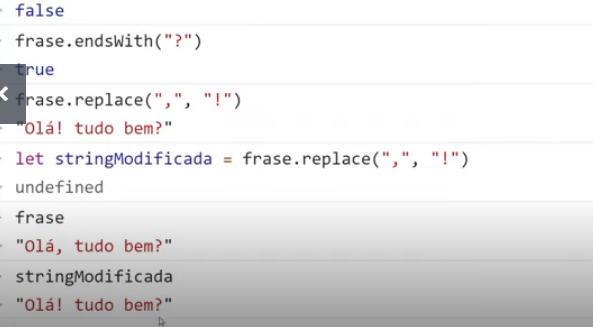 false
frase.endsWith("?")
true
frase.replace(",", "!")
"Olá! tudo bem?"
let stringModificada = frase.replace(",", "!")
undefined
frase
"Olá, tudo bem?"
stringModificada
"Olá! tudo bem?"